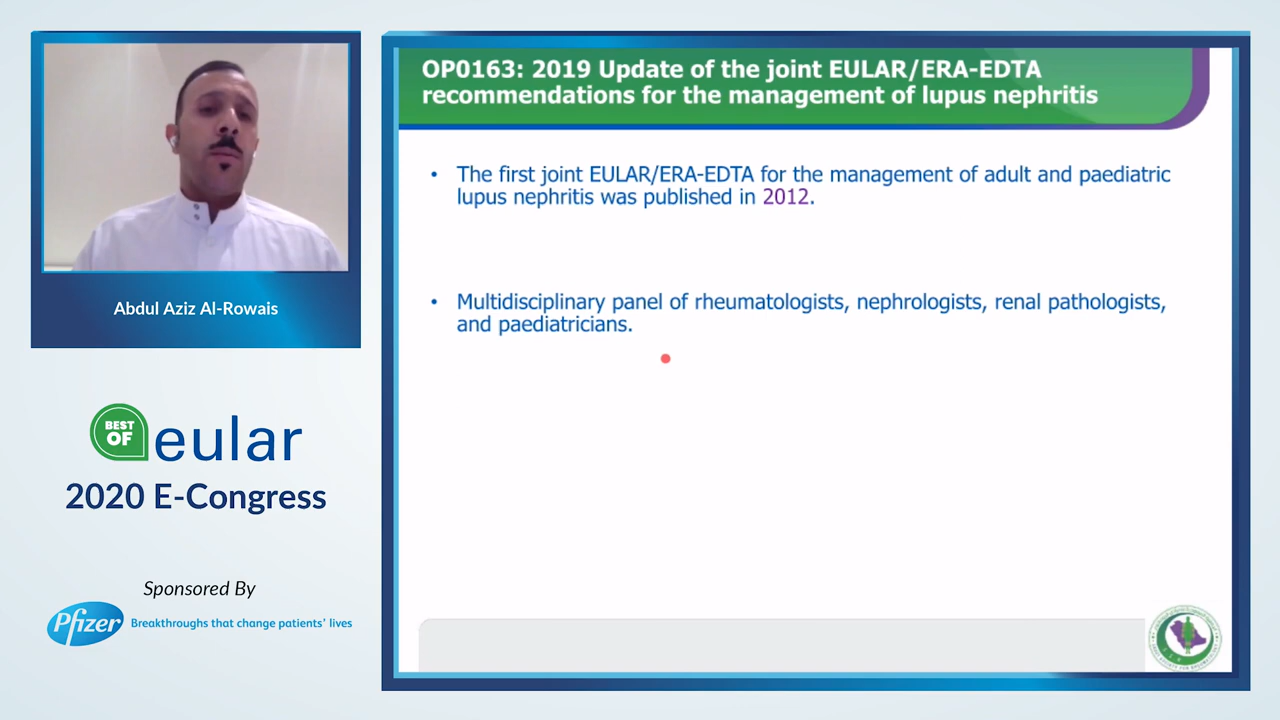 Abdul Aziz Al-Rowais
BEST
OF
eular
2020 E-Congress
Sponsored By
Pfizer
Breakthroughs that change patients' lives
OP0163: 2019 Update of the joint EULAR/ERA-EDTA
recommendations for the management of lupus nephritis
• The first joint EULAR/ERA-EDTA for the management of adult and paediatric
lupus nephritis was published in 2012.
• Multidisciplinary panel of rheumatologists, nephrologists, renal pathologists,
and paediatricians.